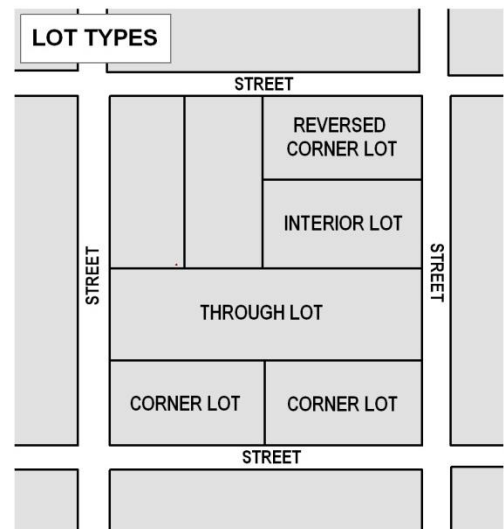 LOT TYPES
STREET
REVERSED
CORNER LOT
INTERIOR LOT
STREET
STREET
THROUGH LOT
CORNER LOT
CORNER LOT
STREET